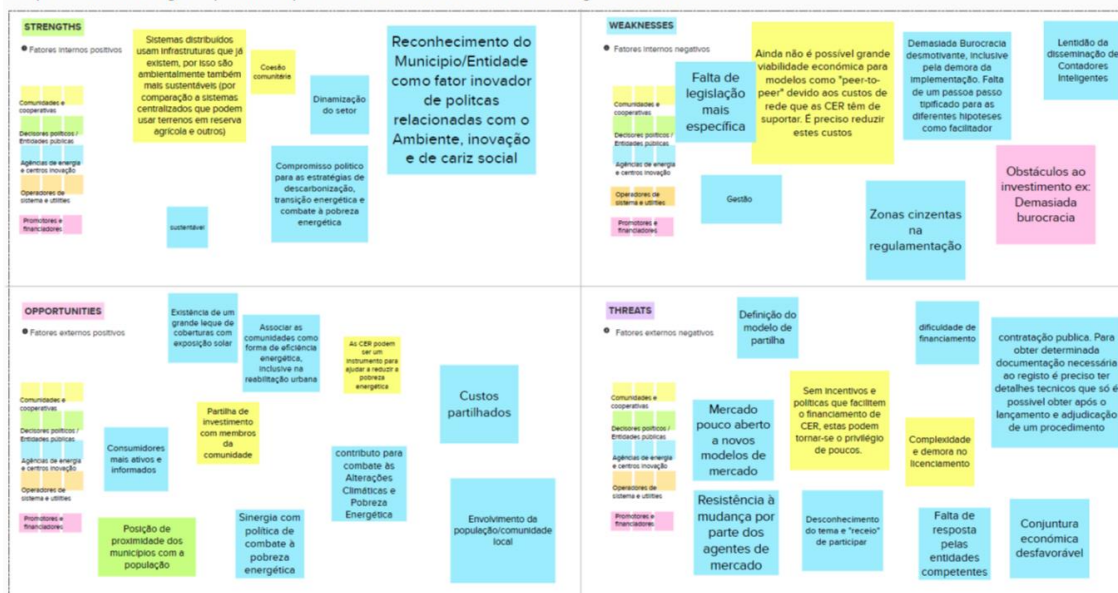 STRENGTHS
Fatores internos positivos
Comunidades e
cooperativas
Decisores políticos /
Entidades públicas
Agências de energia
e centros inovação
Operadores de
sistema e utilities
Promotores e
financiadores
Sistemas distribuídos
usam infraestruturas que já
existem, por isso são
ambientalmente também
mais sustentáveis (por
comparação a sistemas
centralizados que podem
usar terrenos em reserva
agrícola e outros)
Coesão
comunitária
Dinamização
do setor
Reconhecimento do
Municipio/Entidade
como fator inovador
de politcas
relacionadas com o
Ambiente, inovação
e de cariz social
Compromisso político
para as estratégias de
descarbonização,
transição energética e
combate à pobreza
energética
sustentável
WEAKNESSES
Fatores internos negativos
Comunidades e
cooperativas
Decisores políticos /
Entidades públicas
Agências de energia
e centros inovação
Operadores de
sistema e utilities
Promotores e
financiadores
Falta de
legislação
mais
específica
Ainda não é possível grande
viabilidade económica para
modelos como "peer-to-
peer" devido aos custos de
rede que as CER têm de
suportar. É preciso reduzir
estes custos
Demasiada Burocracia
desmotivante, inclusive
pela demora da
implementação. Falta
de um passoa passo
tipificado para as
diferentes hipoteses
como facilitador
Lentidão da
disseminação de
Contadores
Inteligentes
Gestão
Zonas cinzentas
na
regulamentação
Obstáculos ao
investimento ex:
Demasiada
burocracia
OPPORTUNITIES
Fatores externos positivos
Comunidades e
cooperativas
Decisores políticos /
Entidades públicas
Agências de energia
e centros inovação
Operadores de
sistema e utilities
Promotores e
financiadores
Existência de um
grande leque de
coberturas com
exposição solar
Associar as
comunidades como
forma de eficiência
energética,
inclusive na
reabilitação urbana
As CER podem
ser um
instrumento para
ajudar a reduzir a
pobreza
energética
Custos
partilhados
Consumidores
mais ativos e
informados
Partilha de
investimento
com membros
da
comunidade
contributo para
combate às
Alterações
Climáticas e
Pobreza
Energética
Posição de
proximidade dos
municípios com a
população
Sinergia com
política de
combate à
pobreza
energética
Envolvimento da
população/comunidade
local
THREATS
Fatores externos negativos
Comunidades e
cooperativas
Decisores políticos /
Entidades públicas
Agências de energia
e centros inovação
Operadores de
sistema e utilities
Promotores e
financiadores
Definição do
modelo de
partilha
dificuldade de
financiamento
contratação publica. Para
obter determinada
documentação necessária
ao registo é preciso ter
detalhes tecnicos que só é
possivel obter após o
lançamento e adjudicação
de um procedimento
Mercado
pouco aberto
a novos
modelos de
mercado
Sem incentivos e
políticas que facilitem
o financiamento de
CER, estas podem
tornar-se o privilégio
de poucos.
Complexidade
e demora no
licenciamento
Resistência à
mudança por
parte dos
agentes de
mercado
Desconhecimento
do tema e "receio"
de participar
Falta de
resposta
pelas
entidades
competentes
Conjuntura
económica
desfavorável